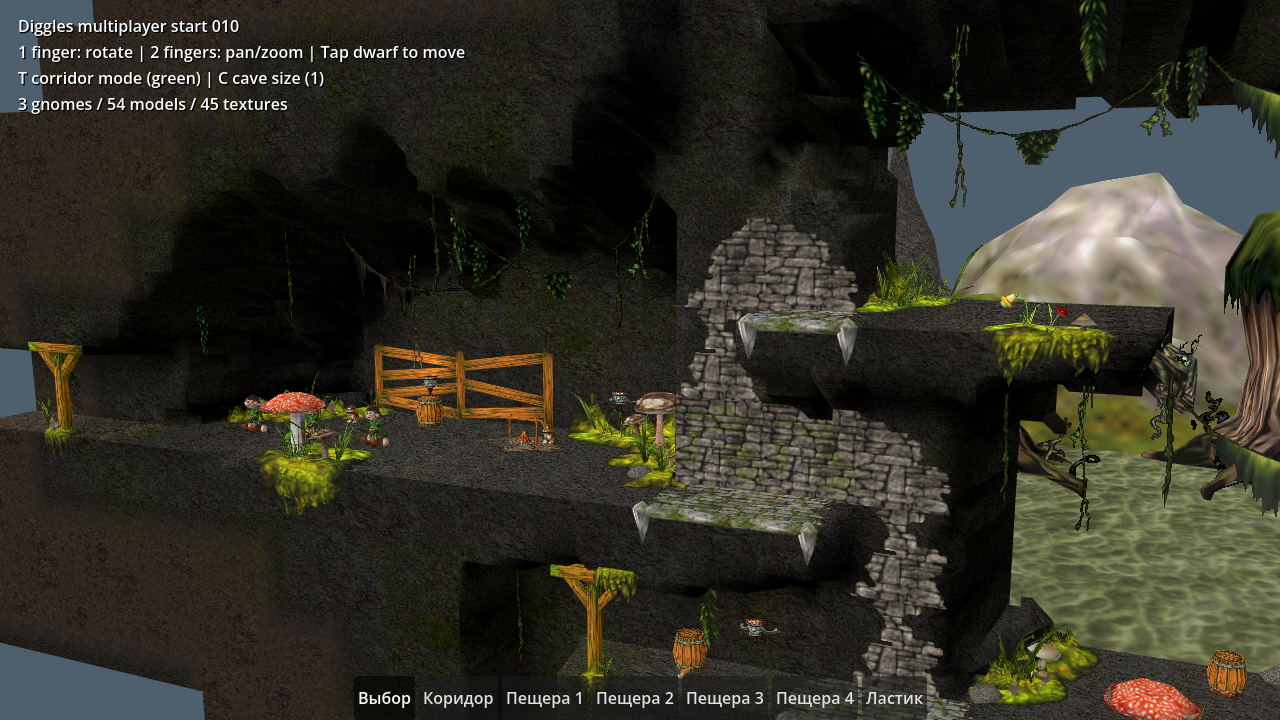 Diggles multiplayer start 010
1 finger: rotate | 2 fingers: pan/zoom | Tap dwarf to move
T corridor mode (green) | C cave size (1)
3 gnomes / 54 models / 45 textures
Выбор Коридор Пещера 1 Пещера 2 Пещера 3 Пещера 4 Ластик